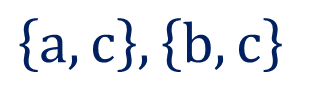 {a, c}, {b, c}